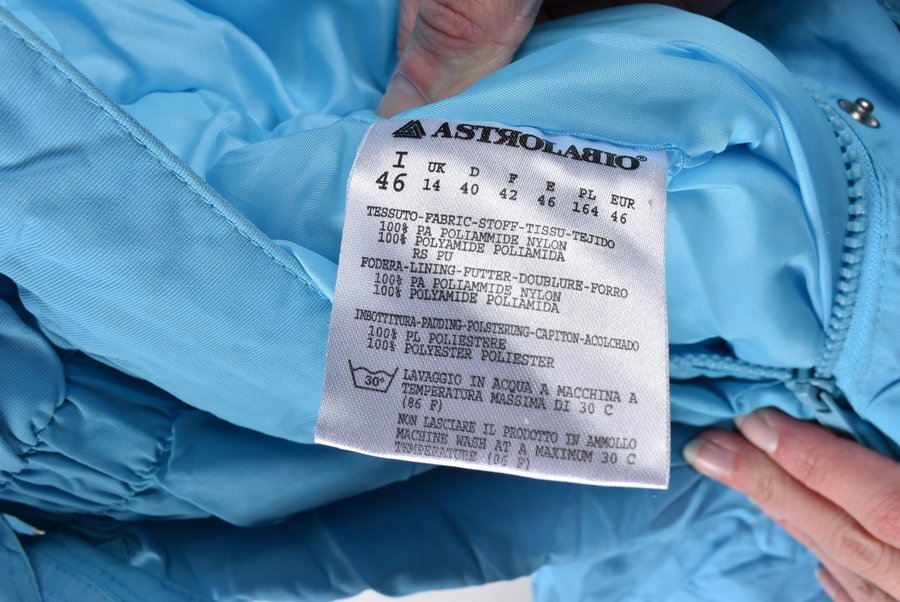 ASTROLABIO®
I UK D F E PL EUR
46 14 40 42 46 164 46
TESSUTO-FABRIC-STOFF-TISSU-TEJIDO
100% PA POLIAMMIDE NYLON
100% POLYAMIDE POLIAMIDA
RS PU
FODERA-LINING-FUTTER-DOUBLURE-FORRO
100% PA POLIAMMIDE NYLON
100% POLYAMIDE POLIAMIDA
IMBOTTITURA-PADDING-POLSTERUNG-CAPITON-ACOLCHADO
100% PL POLIESTERE
100% POLYESTER POLIESTER
30°
LAVAGGIO IN ACQUA A MACCHINA A
TEMPERATURA MASSIMA DI 30 C
(86 F)
NON LASCIARE IL PRODOTTO IN AMMOLLO
MACHINE WASH AT A MAXIMUM 30 C
TEMPERATURE (86 F)